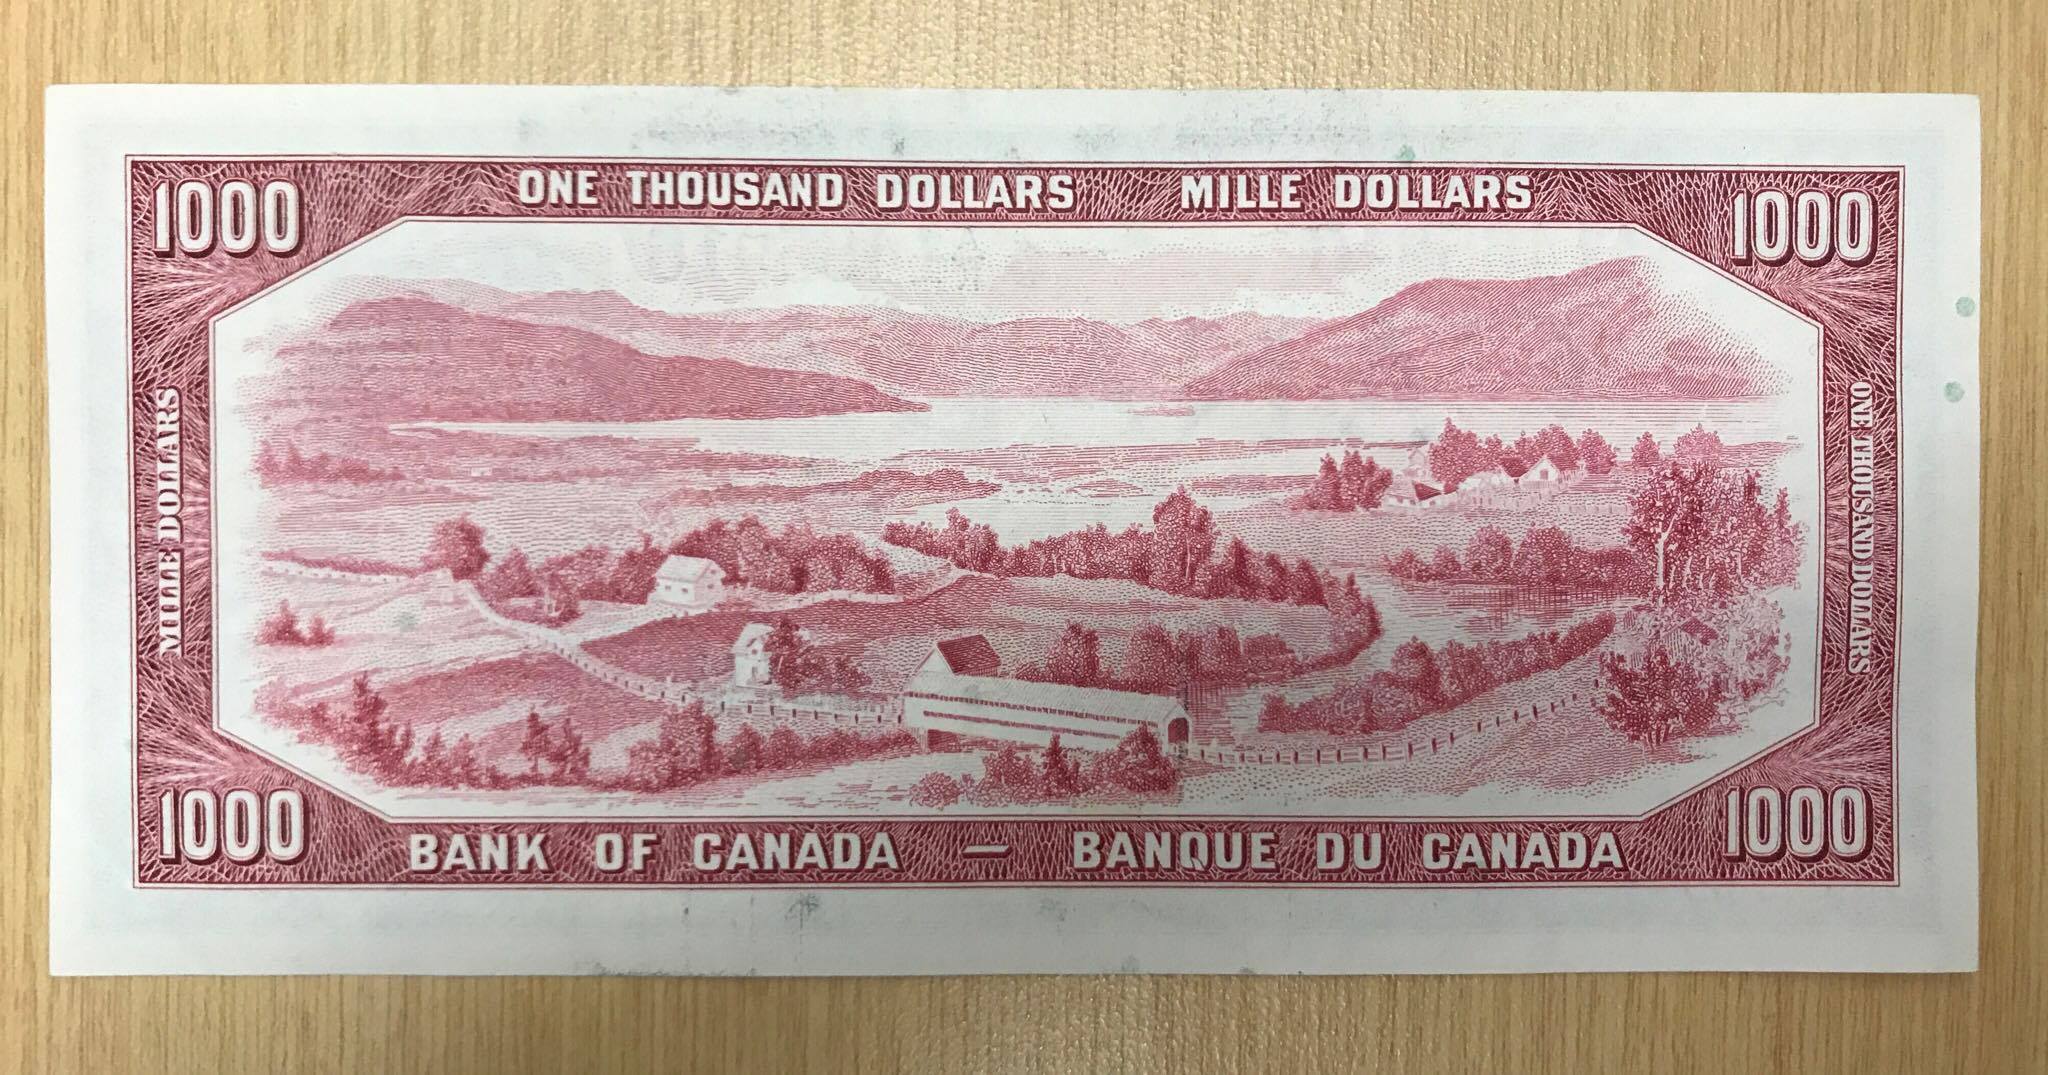 1000 ONE THOUSAND DOLLARS MILLE DOLLARS 1000
MILLE DOLLARS
ONE THOUSAND DOLLARS
1000 BANK OF CANADA — BANQUE DU CANADA 1000